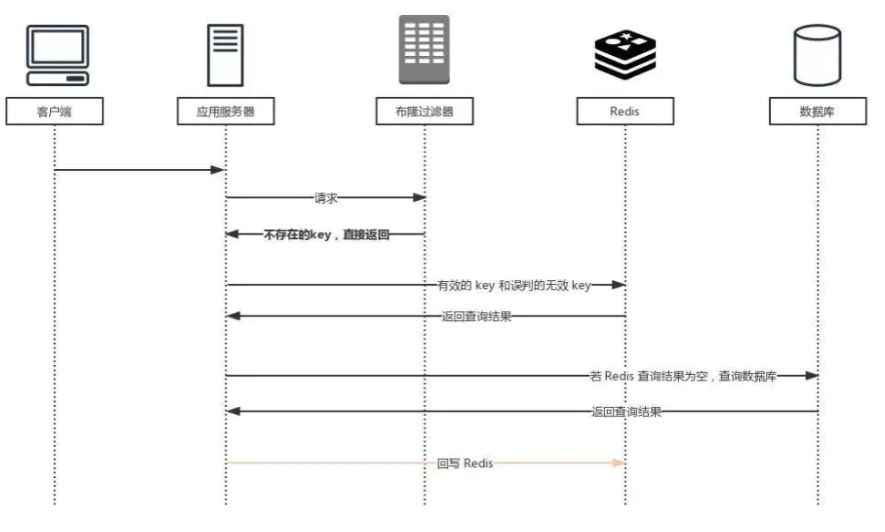 客户端
应用服务器
布隆过滤器
Redis
数据库
请求
不存在的key，直接返回
有效的 key 和误判的无效 key
返回查询结果
若 Redis 查询结果为空，查询数据库
返回查询结果
回写 Redis